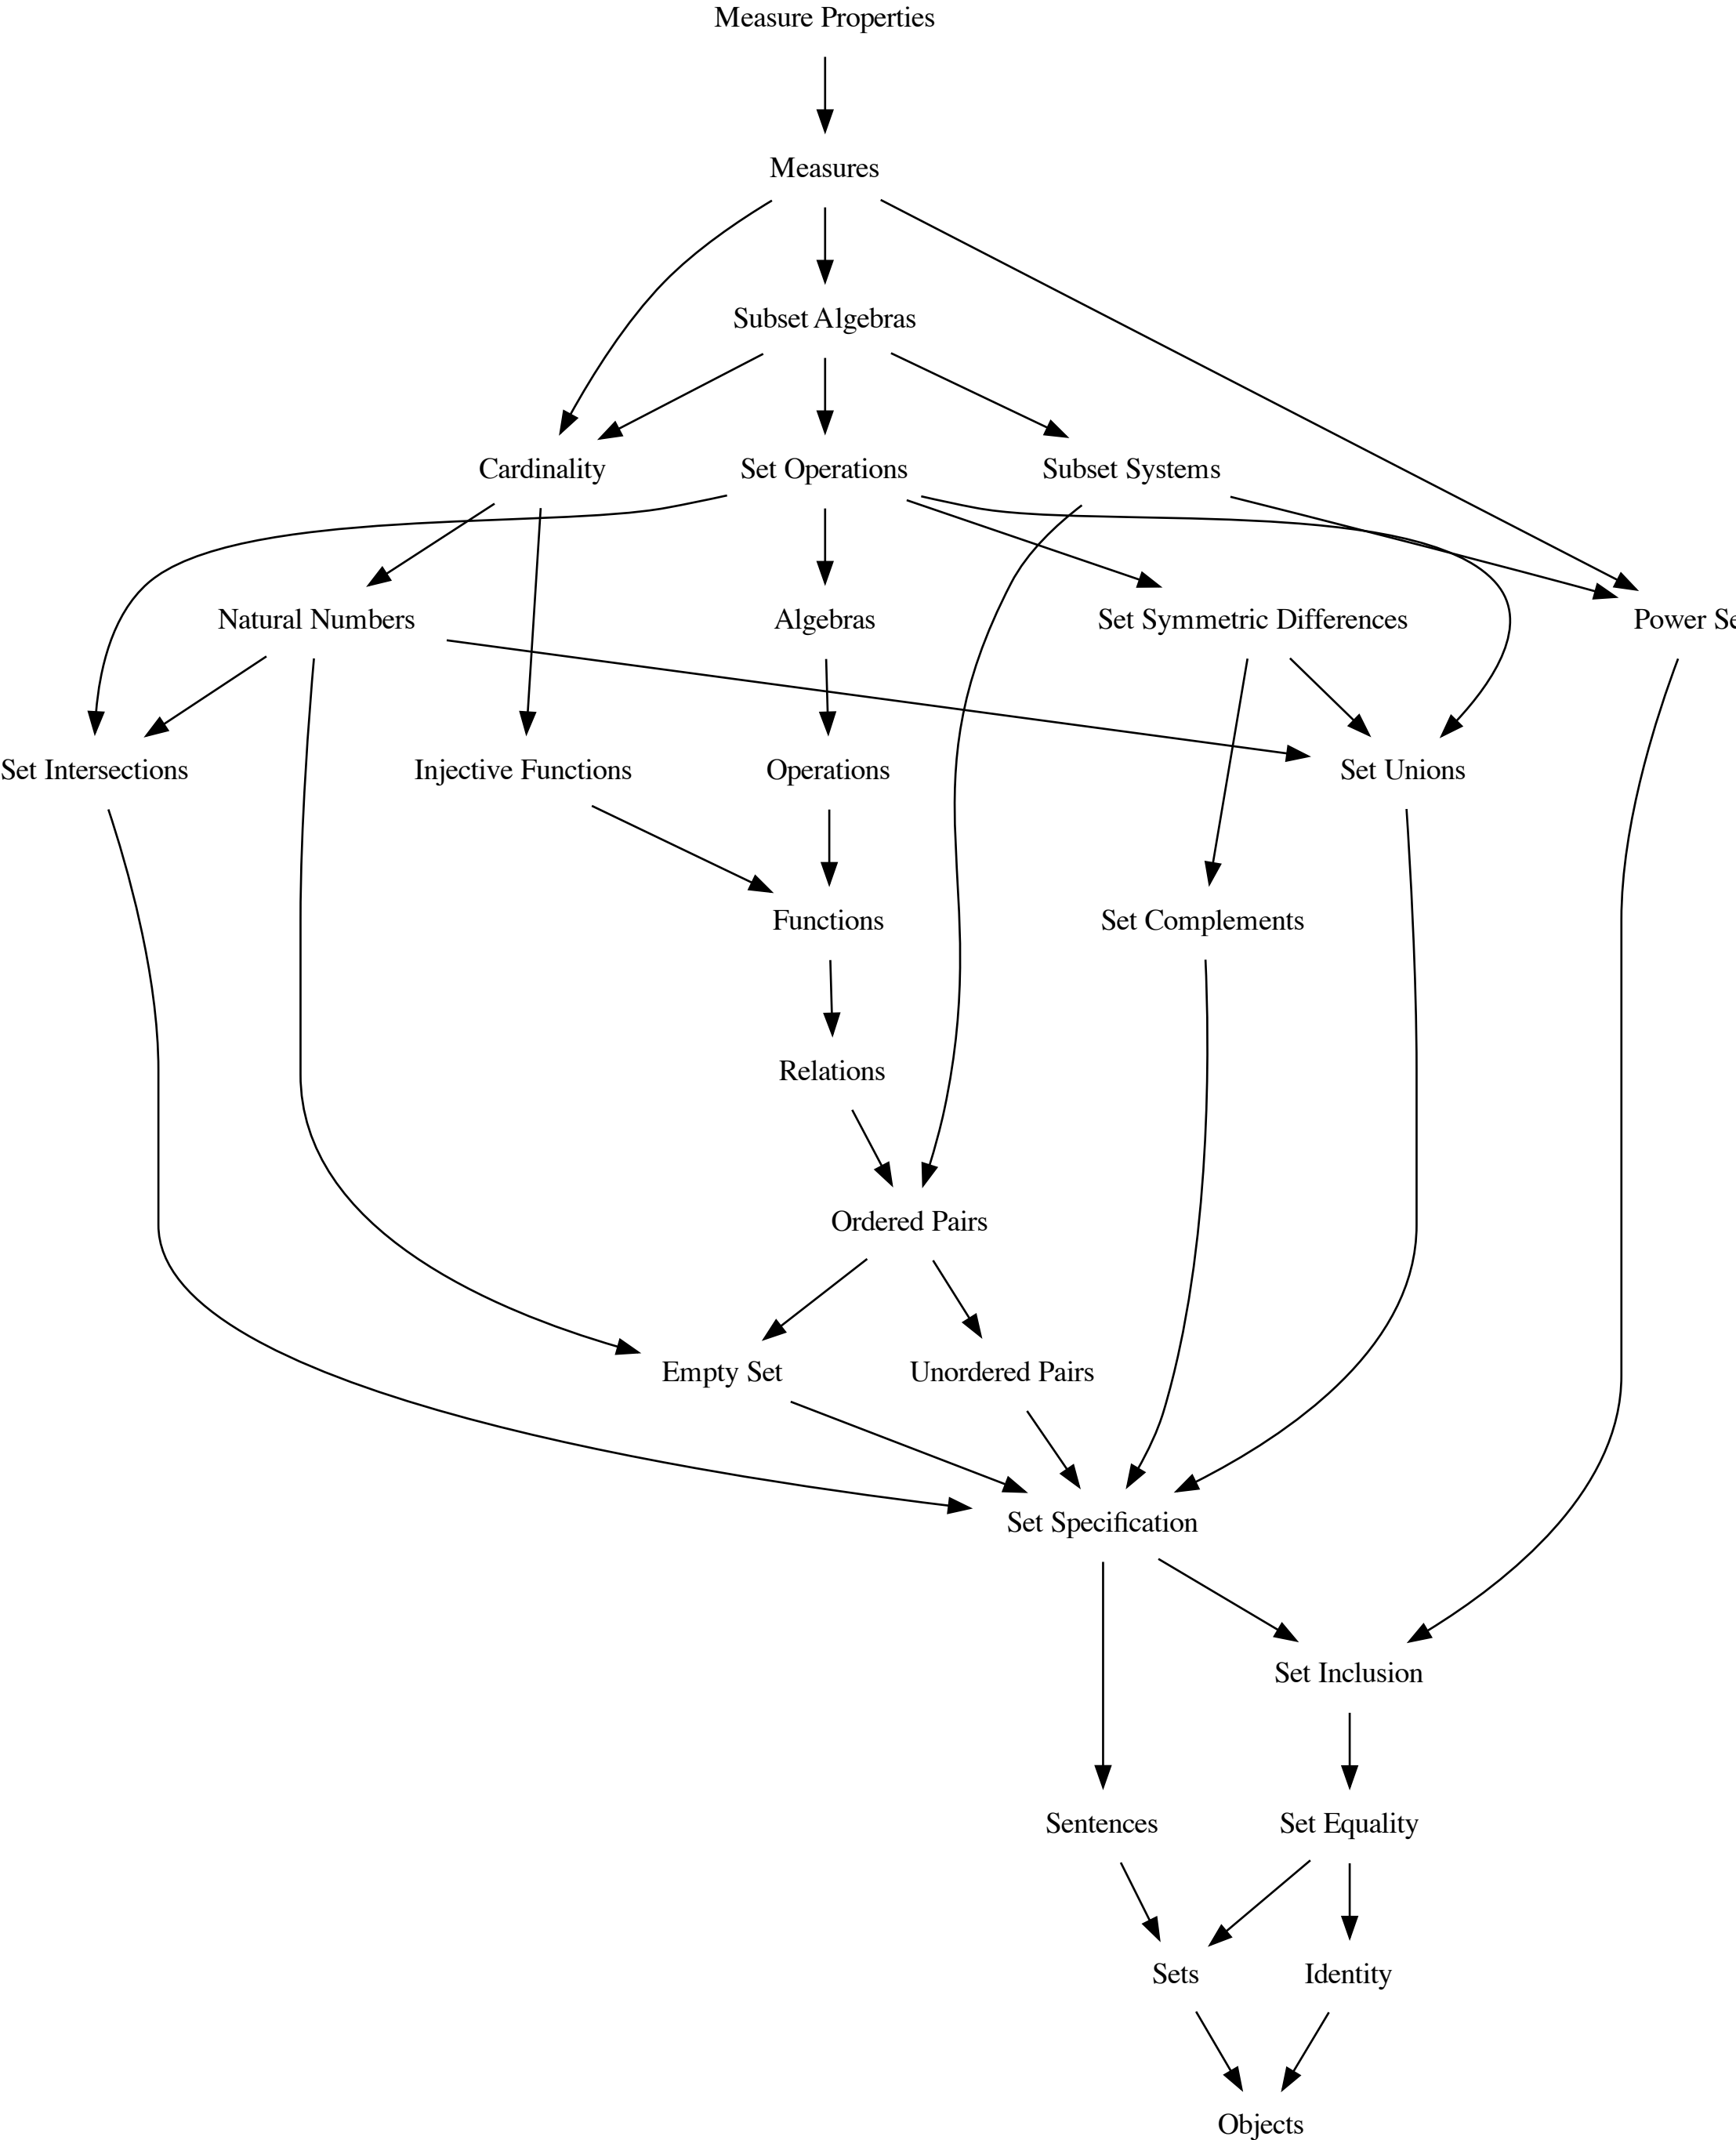 Measure Properties
Measures
Subset Algebras
Cardinality
Set Operations
Subset Systems
Natural Numbers
Algebras
Set Symmetric Differences
Power Se
Set Intersections
Injective Functions
Operations
Set Unions
Functions
Set Complements
Relations
Ordered Pairs
Empty Set
Unordered Pairs
Set Specification
Set Inclusion
Sentences
Set Equality
Sets
Identity
Objects